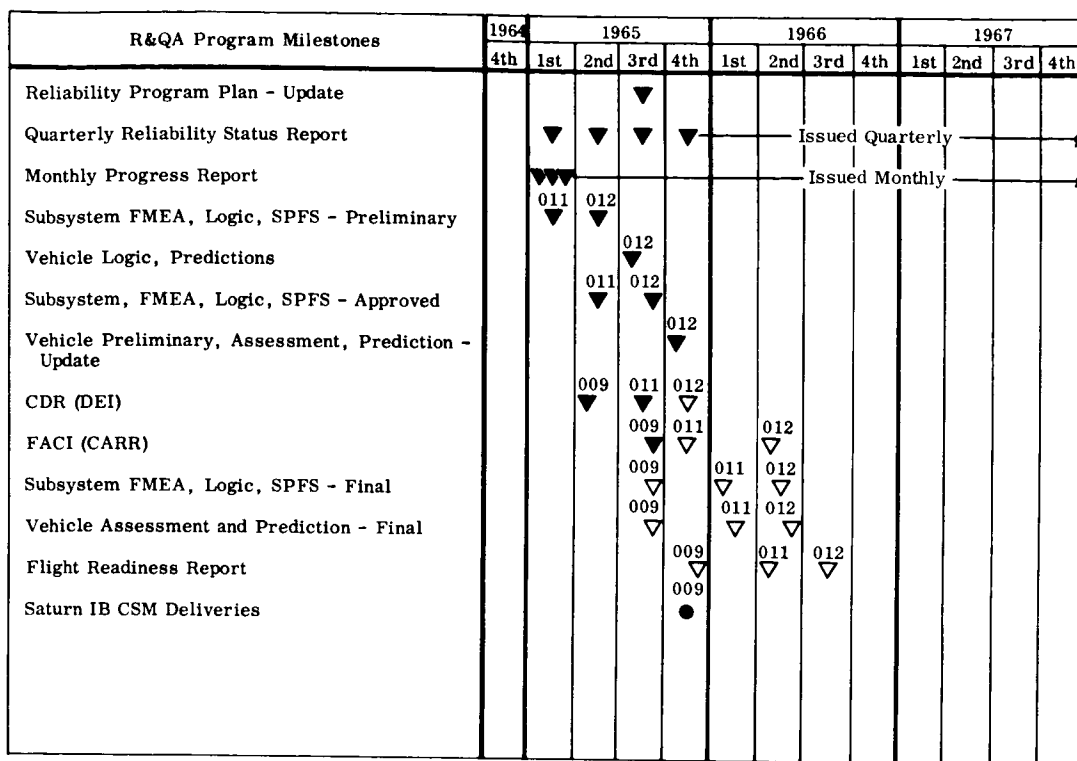 R&QA Program Milestones
1964 1965 1966 1967
4th 1st 2nd 3rd 4th 1st 2nd 3rd 4th 1st 2nd 3rd 4th
Reliability Program Plan - Update
Quarterly Reliability Status Report Issued Quarterly
Monthly Progress Report Issued Monthly
011 012
Subsystem FMEA, Logic, SPFS - Preliminary
012
Vehicle Logic, Predictions
011 012
Subsystem, FMEA, Logic, SPFS - Approved
012
Vehicle Preliminary, Assessment, Prediction -
Update
009 011 012
CDR (DEI)
009 011 012
FACI (CARR)
009 011 012
Subsystem FMEA, Logic, SPFS - Final
009 011 012
Vehicle Assessment and Prediction - Final
009 011 012
Flight Readiness Report
009
Saturn IB CSM Deliveries